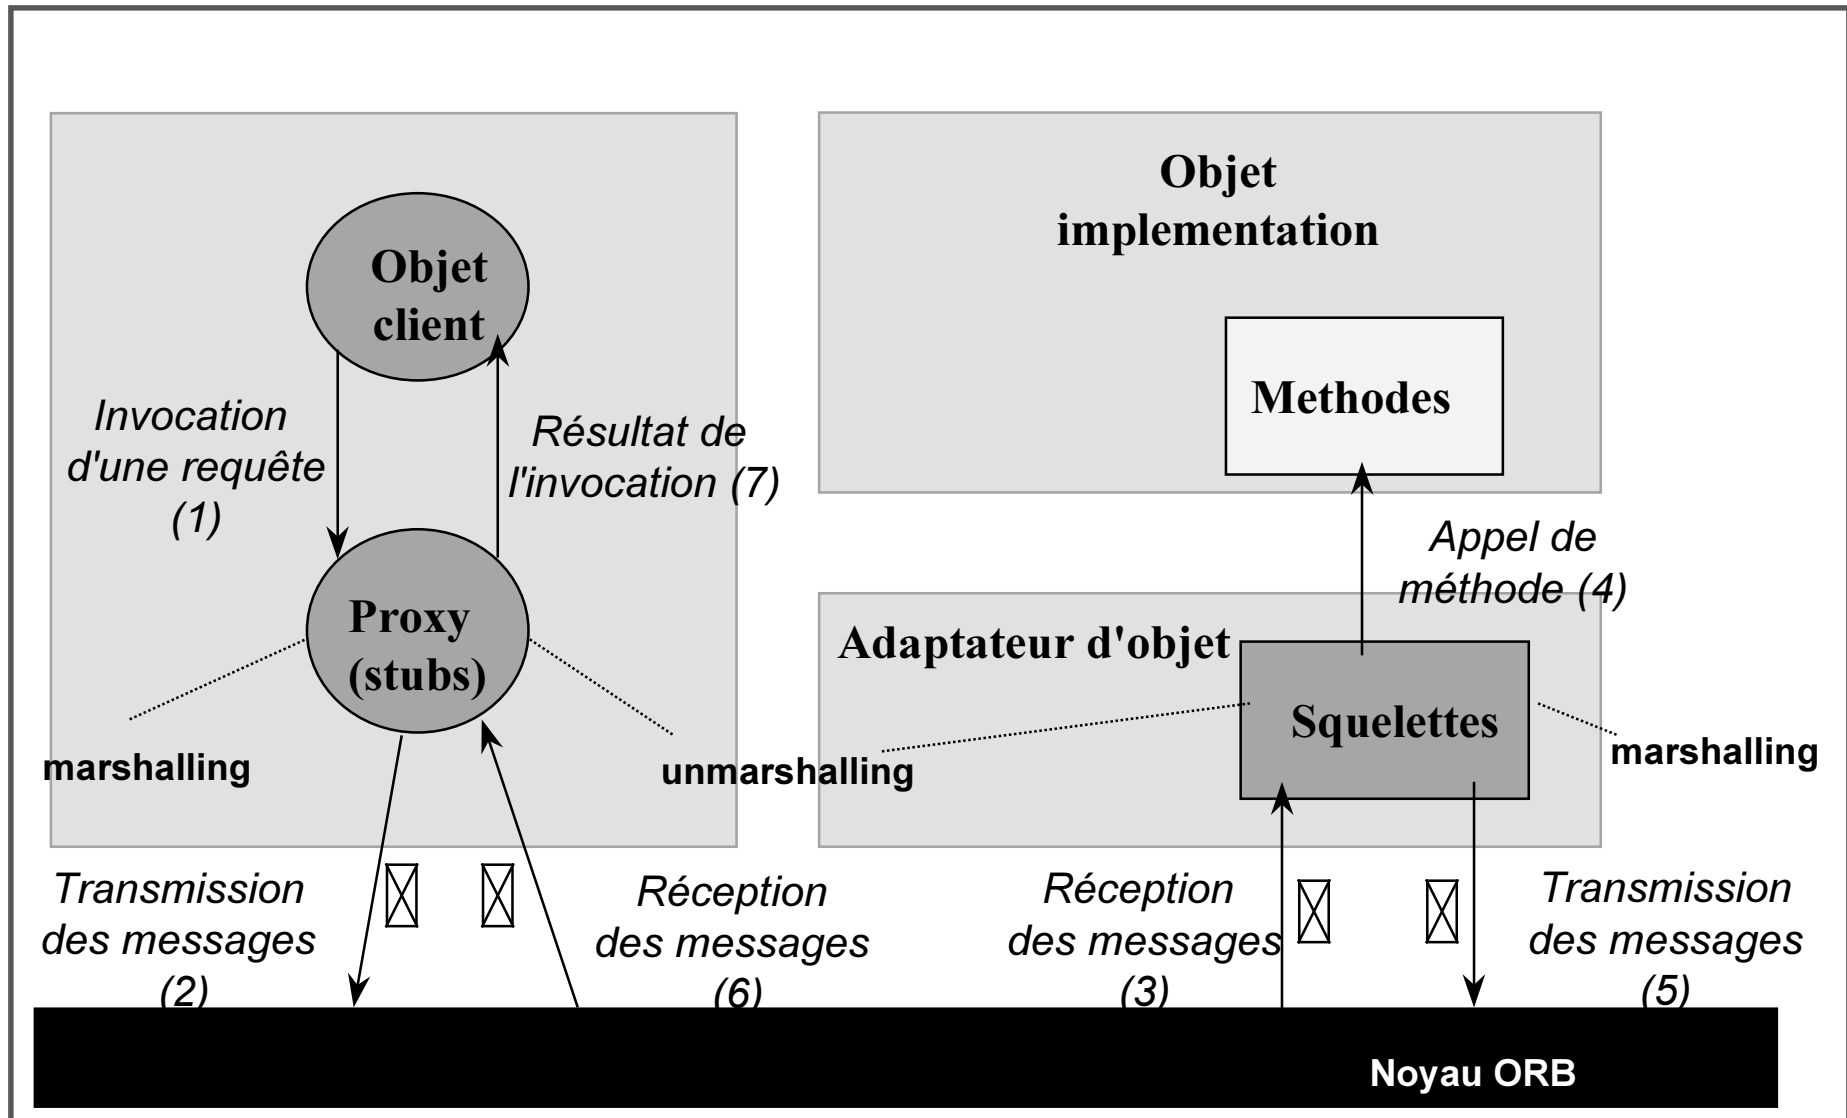 Objet
client
Invocation
d'une requête
(1)
Résultat de
l'invocation (7)
Proxy
(stubs)
marshalling
unmarshalling
Transmission
des messages
(2)
Réception
des messages
(6)
Objet
implementation
Methodes
Appel de
méthode (4)
Adaptateur d'objet
Squelettes
marshalling
Réception
des messages
(3)
Transmission
des messages
(5)
Noyau ORB